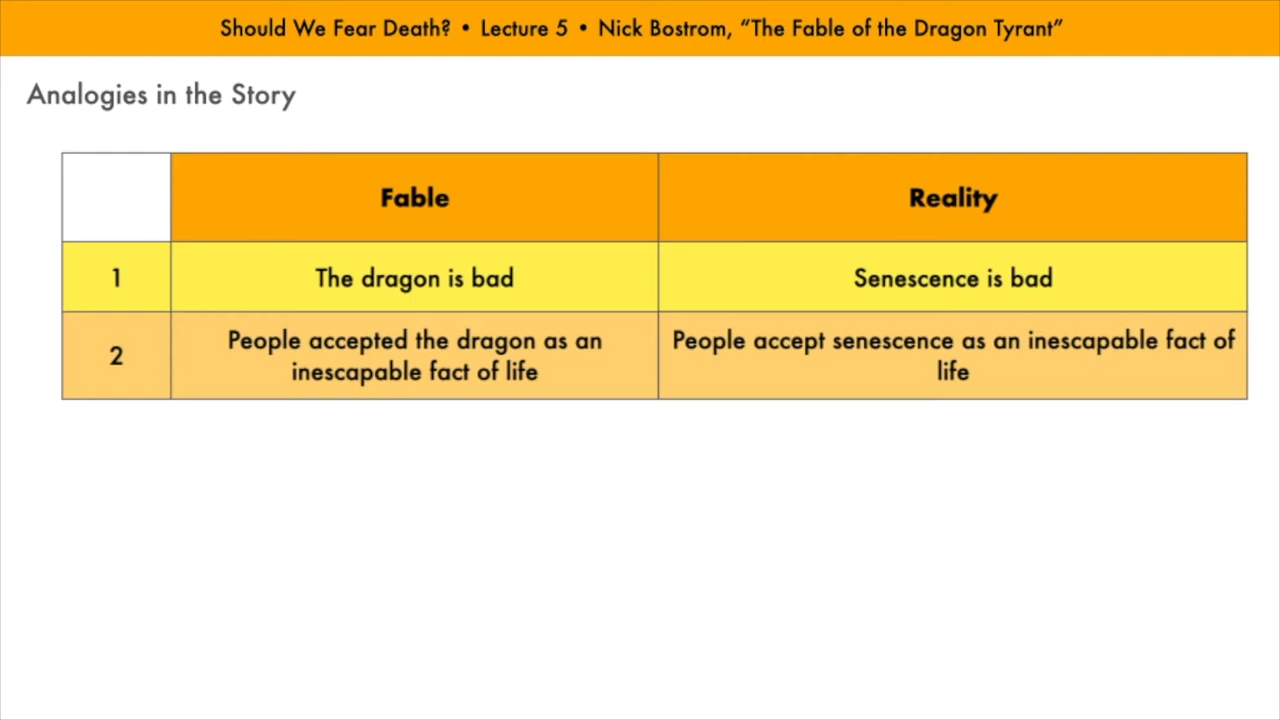 Should We Fear Death? • Lecture 5 • Nick Bostrom, “The Fable of the Dragon Tyrant”
Analogies in the Story
Fable
Reality
1
The dragon is bad
Senescence is bad
2
People accepted the dragon as an
inescapable fact of life
People accept senescence as an inescapable fact of
life